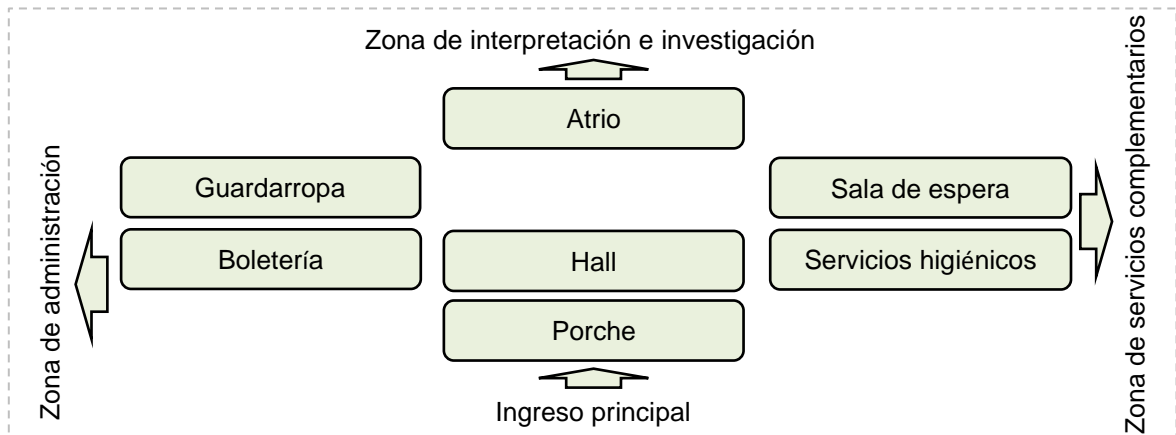 Zona de interpretación e investigación
Atrio
Guardarropa
Sala de espera
Boletería
Hall
Servicios higiénicos
Porche
Ingreso principal
Zona de administración
Zona de servicios complementarios